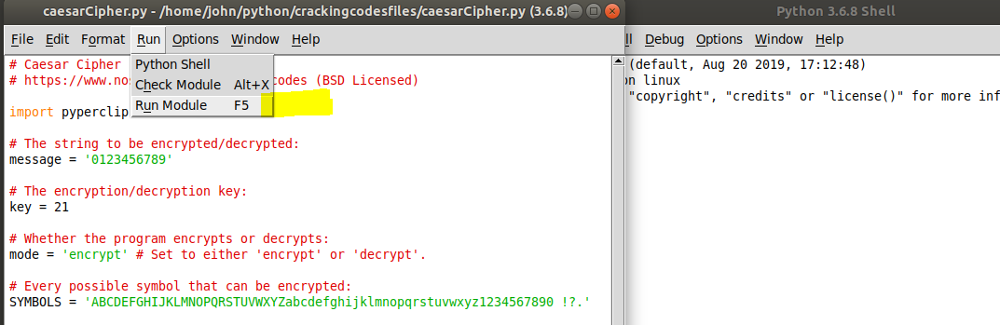 caesarCipher.py - /home/john/python/crackingcodesfiles/caesarCipher.py (3.6.8)
File Edit Format Run Options Window Help
Python Shell
Check Module Alt+X
Run Module F5
# Caesar Cipher
# https://www.nos codes (BSD Licensed)
import pyperclip
# The string to be encrypted/decrypted:
message = '0123456789'
# The encryption/decryption key:
key = 21
# Whether the program encrypts or decrypts:
mode = 'encrypt' # Set to either 'encrypt' or 'decrypt'.
# Every possible symbol that can be encrypted:
SYMBOLS = 'ABCDEFGHIJKLMNOPQRSTUVWXYZabcdefghijklmnopqrstuvwxyz1234567890 !?.'
Python 3.6.8 Shell
Debug Options Window Help
(default, Aug 20 2019, 17:12:48)
on linux
"copyright", "credits" or "license()" for more inf